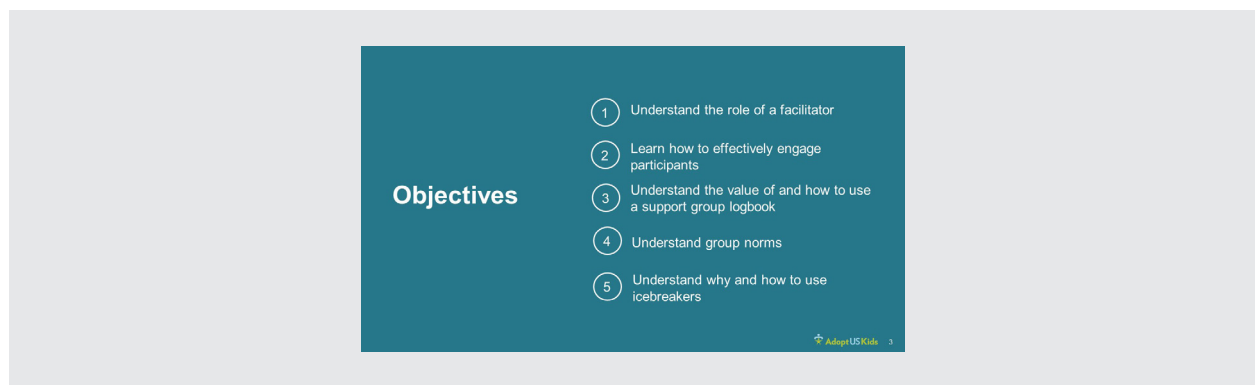 Objectives
1 Understand the role of a facilitator
2 Learn how to effectively engage
participants
3 Understand the value of and how to use
a support group logbook
4 Understand group norms
5 Understand why and how to use
icebreakers
AdoptUSKids 3